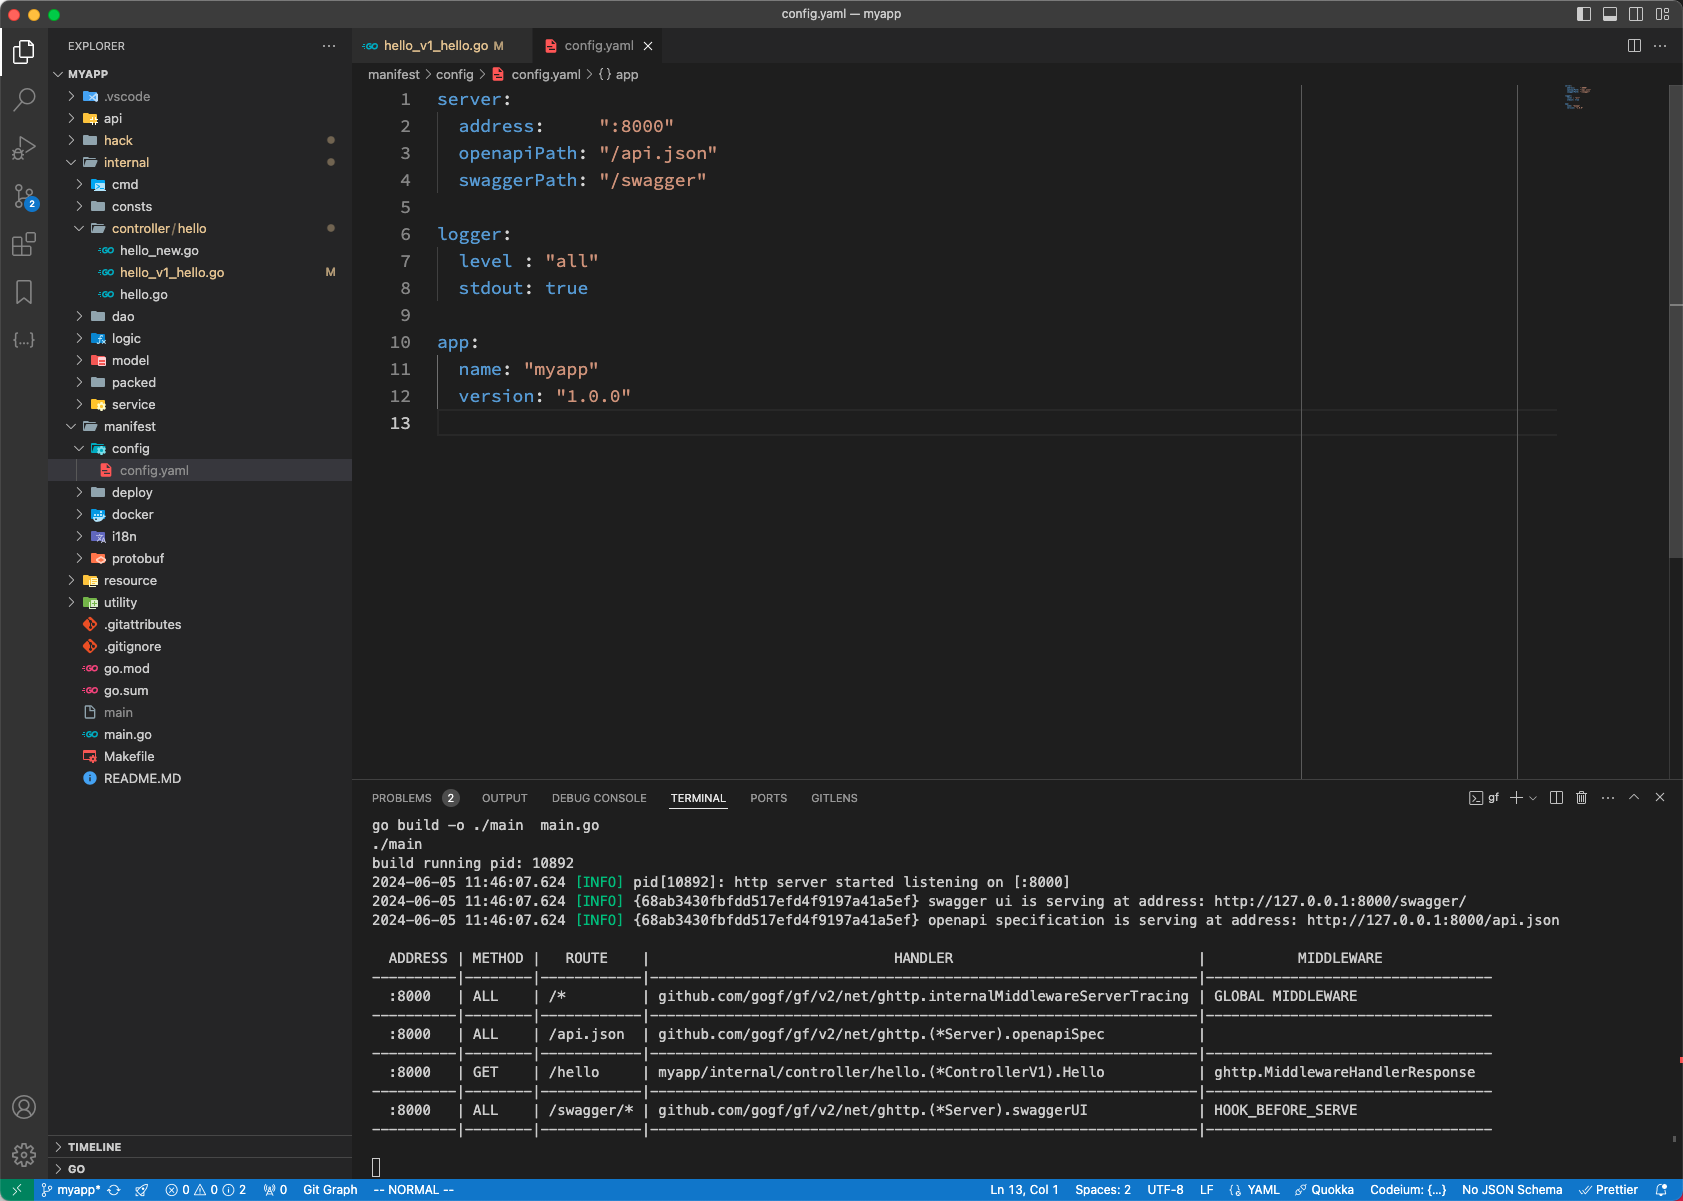 config.yaml — myapp
EXPLORER
MYAPP
.vscode
api
hack
internal
cmd
consts
controller/hello
hello_new.go
hello_v1_hello.go M
hello.go
dao
logic
model
packed
service
manifest
config
config.yaml
deploy
docker
i18n
protobuf
resource
utility
.gitattributes
.gitignore
go.mod
go.sum
main
main.go
Makefile
README.MD
TIMELINE
GO
2
hello_v1_hello.go M
config.yaml
manifest > config > config.yaml > {} app
1 server:
2   address:     ":8000"
3   openapiPath: "/api.json"
4   swaggerPath: "/swagger"
5
6 logger:
7   level : "all"
8   stdout: true
9
10 app:
11   name: "myapp"
12   version: "1.0.0"
13
PROBLEMS 2 OUTPUT DEBUG CONSOLE TERMINAL PORTS GITLENS
gf
go build -o ./main  main.go
./main
build running pid: 10892
2024-06-05 11:46:07.624 [INFO] pid[10892]: http server started listening on [:8000]
2024-06-05 11:46:07.624 [INFO] {68ab3430fbfdd517efd4f9197a41a5ef} swagger ui is serving at address: http://127.0.0.1:8000/swagger/
2024-06-05 11:46:07.624 [INFO] {68ab3430fbfdd517efd4f9197a41a5ef} openapi specification is serving at address: http://127.0.0.1:8000/api.json
ADDRESS | METHOD | ROUTE | HANDLER | MIDDLEWARE
:8000 | ALL | /* | github.com/gogf/gf/v2/net/ghttp.internalMiddlewareServerTracing | GLOBAL MIDDLEWARE
:8000 | ALL | /api.json | github.com/gogf/gf/v2/net/ghttp.(*Server).openapiSpec |
:8000 | GET | /hello | myapp/internal/controller/hello.(*ControllerV1).Hello | ghttp.MiddlewareHandlerResponse
:8000 | ALL | /swagger/* | github.com/gogf/gf/v2/net/ghttp.(*Server).swaggerUI | HOOK_BEFORE_SERVE
myapp* 0 0 2 0 Git Graph -- NORMAL -- Ln 13, Col 1 Spaces: 2 UTF-8 LF YAML Quokka Codeium: {...} No JSON Schema Prettier